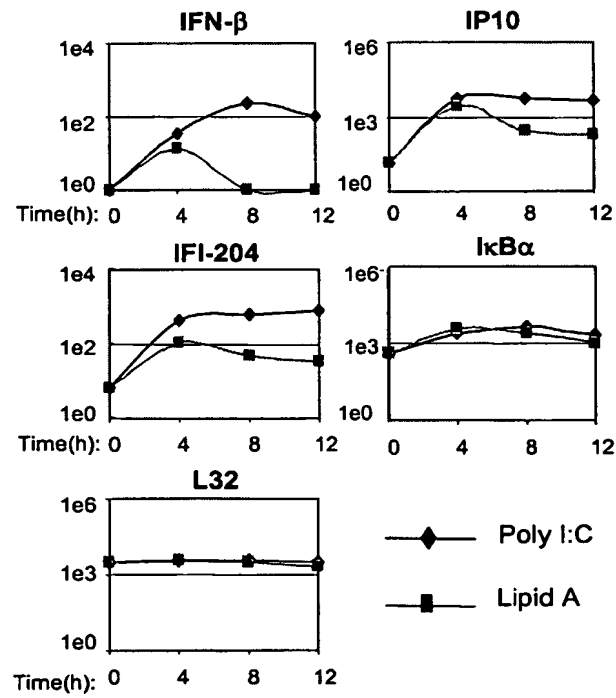 IFN-β
IP10
1e4
1e2
1e0
Time(h): 0 4 8 12
1e6
1e3
1e0
0 4 8 12
IFI-204
IκBα
1e4
1e2
1e0
Time(h): 0 4 8 12
1e6
1e3
1e0
0 4 8 12
L32
1e6
1e3
1e0
Time(h): 0 4 8 12
Poly I:C
Lipid A